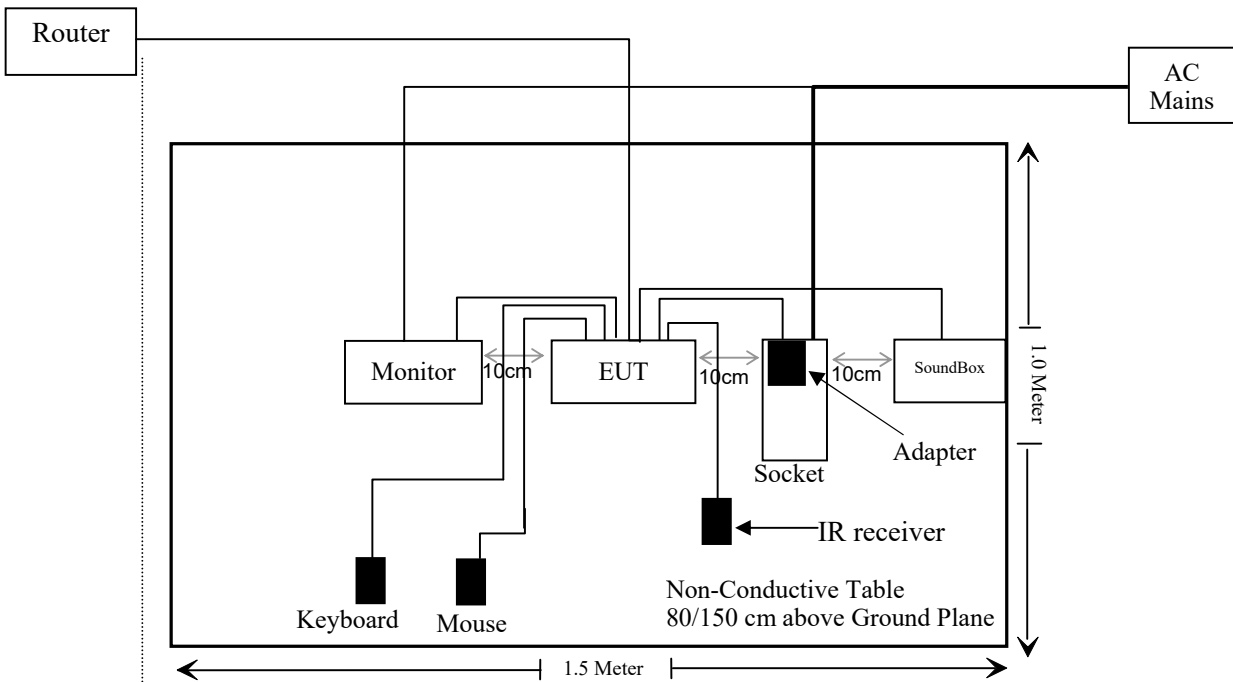 Router
AC
Mains
Monitor
10cm
EUT
10cm
10cm
SoundBox
1.0 Meter
Adapter
Socket
IR receiver
Keyboard
Mouse
Non-Conductive Table
80/150 cm above Ground Plane
1.5 Meter